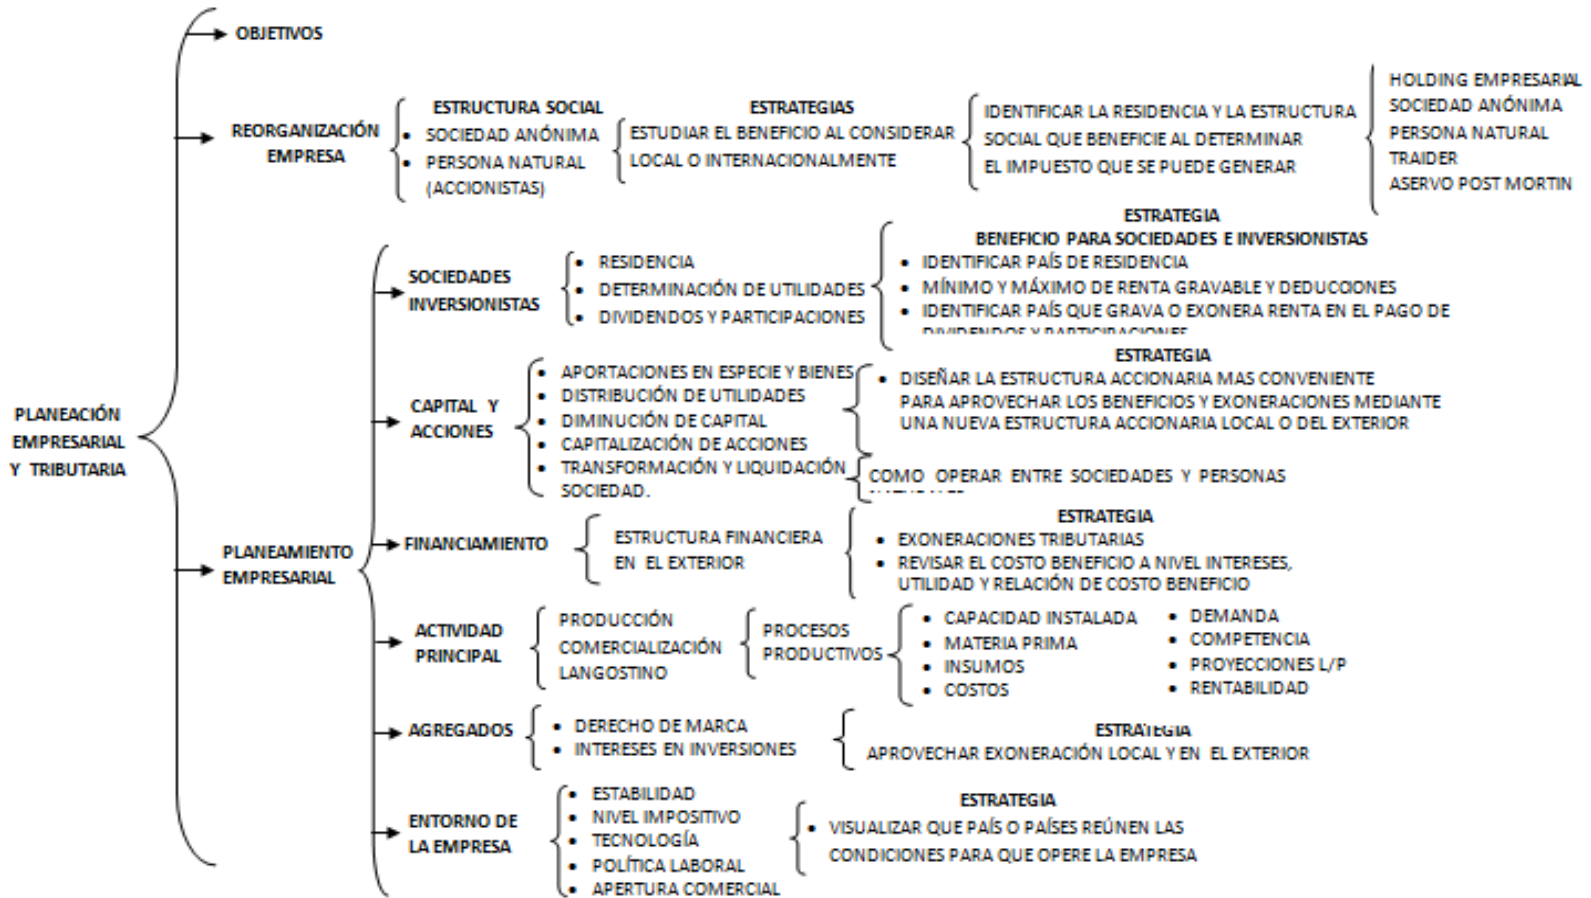 PLANEACIÓN
EMPRESARIAL
Y TRIBUTARIA
OBJETIVOS
REORGANIZACIÓN
EMPRESA
ESTRUCTURA SOCIAL
• SOCIEDAD ANÓNIMA
• PERSONA NATURAL
(ACCIONISTAS)
ESTRATEGIAS
ESTUDIAR EL BENEFICIO AL CONSIDERAR
LOCAL O INTERNACIONALMENTE
IDENTIFICAR LA RESIDENCIA Y LA ESTRUCTURA
SOCIAL QUE BENEFICIE AL DETERMINAR
EL IMPUESTO QUE SE PUEDE GENERAR
HOLDING EMPRESARIAL
SOCIEDAD ANÓNIMA
PERSONA NATURAL
TRAIDER
ASERVO POST MORTIN
PLANEAMIENTO
EMPRESARIAL
SOCIEDADES
INVERSIONISTAS
• RESIDENCIA
• DETERMINACIÓN DE UTILIDADES
• DIVIDENDOS Y PARTICIPACIONES
ESTRATEGIA
BENEFICIO PARA SOCIEDADES E INVERSIONISTAS
• IDENTIFICAR PAÍS DE RESIDENCIA
• MÍNIMO Y MÁXIMO DE RENTA GRAVABLE Y DEDUCCIONES
• IDENTIFICAR PAÍS QUE GRAVA O EXONERA RENTA EN EL PAGO DE
DIVIDENDOS Y PARTICIPACIONES
CAPITAL Y
ACCIONES
• APORTACIONES EN ESPECIE Y BIENES
• DISTRIBUCIÓN DE UTILIDADES
• DIMINUCIÓN DE CAPITAL
• CAPITALIZACIÓN DE ACCIONES
• TRANSFORMACIÓN Y LIQUIDACIÓN
SOCIEDAD.
ESTRATEGIA
• DISEÑAR LA ESTRUCTURA ACCIONARIA MAS CONVENIENTE
PARA APROVECHAR LOS BENEFICIOS Y EXONERACIONES MEDIANTE
UNA NUEVA ESTRUCTURA ACCIONARIA LOCAL O DEL EXTERIOR
COMO OPERAR ENTRE SOCIEDADES Y PERSONAS
FINANCIAMIENTO
ESTRUCTURA FINANCIERA
EN EL EXTERIOR
ESTRATEGIA
• EXONERACIONES TRIBUTARIAS
• REVISAR EL COSTO BENEFICIO A NIVEL INTERESES,
UTILIDAD Y RELACIÓN DE COSTO BENEFICIO
ACTIVIDAD
PRINCIPAL
PRODUCCIÓN
COMERCIALIZACIÓN
LANGOSTINO
PROCESOS
PRODUCTIVOS
• CAPACIDAD INSTALADA
• MATERIA PRIMA
• INSUMOS
• COSTOS
• DEMANDA
• COMPETENCIA
• PROYECCIONES L/P
• RENTABILIDAD
AGREGADOS
• DERECHO DE MARCA
• INTERESES EN INVERSIONES
ESTRATEGIA
APROVECHAR EXONERACIÓN LOCAL Y EN EL EXTERIOR
ENTORNO DE
LA EMPRESA
• ESTABILIDAD
• NIVEL IMPOSITIVO
• TECNOLOGÍA
• POLÍTICA LABORAL
• APERTURA COMERCIAL
ESTRATEGIA
• VISUALIZAR QUE PAÍS O PAÍSES REÚNEN LAS
CONDICIONES PARA QUE OPERE LA EMPRESA